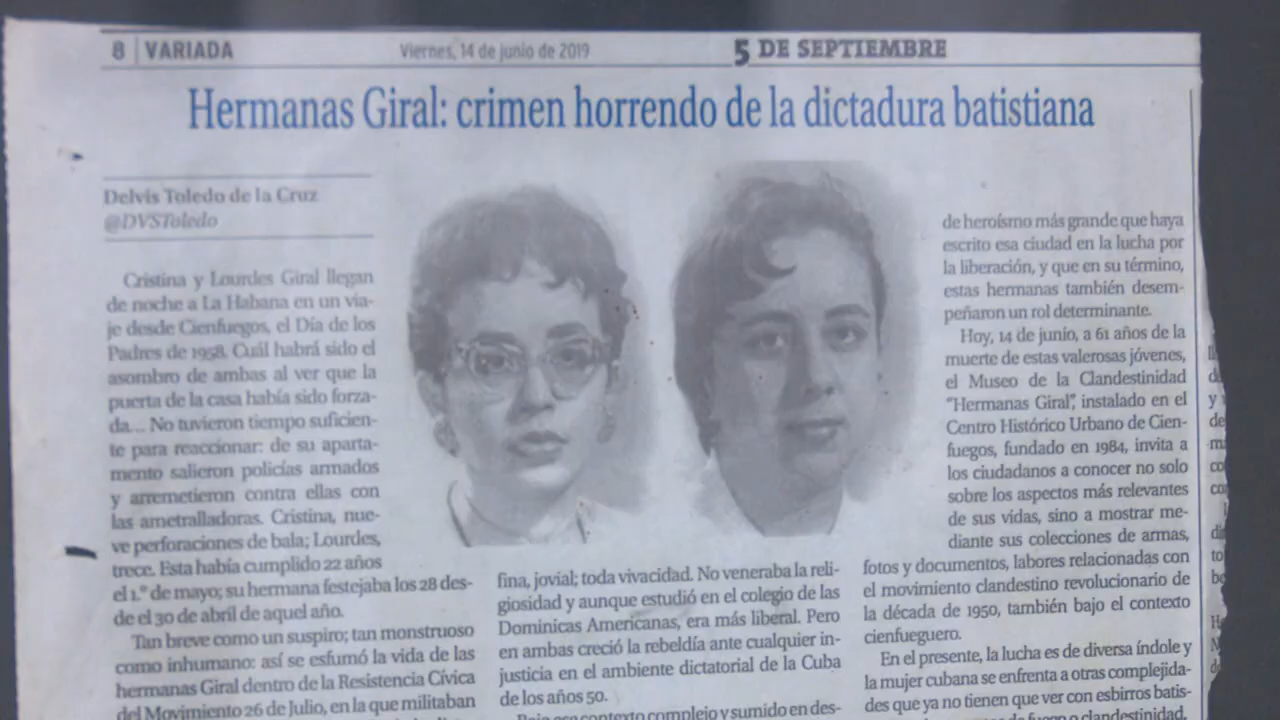 8 | VARIADA
Viernes, 14 de junio de 2019
5 DE SEPTIEMBRE
Hermanas Giral: crimen horrendo de la dictadura batistiana
Delvis Toledo de la Cruz
@DVSToledo
Cristina y Lourdes Giral llegan
de noche a La Habana en un via-
je desde Cienfuegos, el Día de los
Padres de 1958. Cuál habrá sido el
asombro de ambas al ver que la
puerta de la casa había sido forza-
da... No tuvieron tiempo suficien-
te para reaccionar: de su aparta-
mento salieron policías armados
y arremetieron contra ellas con
las ametralladoras. Cristina, nue-
ve perforaciones de bala; Lourdes,
trece. Esta había cumplido 22 años
el 1.º de mayo; su hermana festejaba los 28 des-
de el 30 de abril de aquel año.
Tan breve como un suspiro; tan monstruoso
como inhumano: así se esfumó la vida de las
hermanas Giral dentro de la Resistencia Cívica
del Movimiento 26 de Julio, en la que militaban
fina, jovial; toda vivacidad. No veneraba la reli-
giosidad y aunque estudió en el colegio de las
Dominicas Americanas, era más liberal. Pero
en ambas creció la rebeldía ante cualquier in-
justicia en el ambiente dictatorial de la Cuba
de los años 50.
Bajo ese contexto complejo y sumido en des-
de heroísmo más grande que haya
escrito esa ciudad en la lucha por
la liberación, y que en su término,
estas hermanas también desem-
peñaron un rol determinante.
Hoy, 14 de junio, a 61 años de la
muerte de estas valerosas jóvenes,
el Museo de la Clandestinidad
"Hermanas Giral", instalado en el
Centro Histórico Urbano de Cien-
fuegos, fundado en 1984, invita a
los ciudadanos a conocer no solo
sobre los aspectos más relevantes
de sus vidas, sino a mostrar me-
diante sus colecciones de armas,
fotos y documentos, labores relacionadas con
el movimiento clandestino revolucionario de
la década de 1950, también bajo el contexto
cienfueguero.
En el presente, la lucha es de diversa índole y
la mujer cubana se enfrenta a otras complejida-
des que ya no tienen que ver con esbirros batis-
de fuego o clandestinidad.